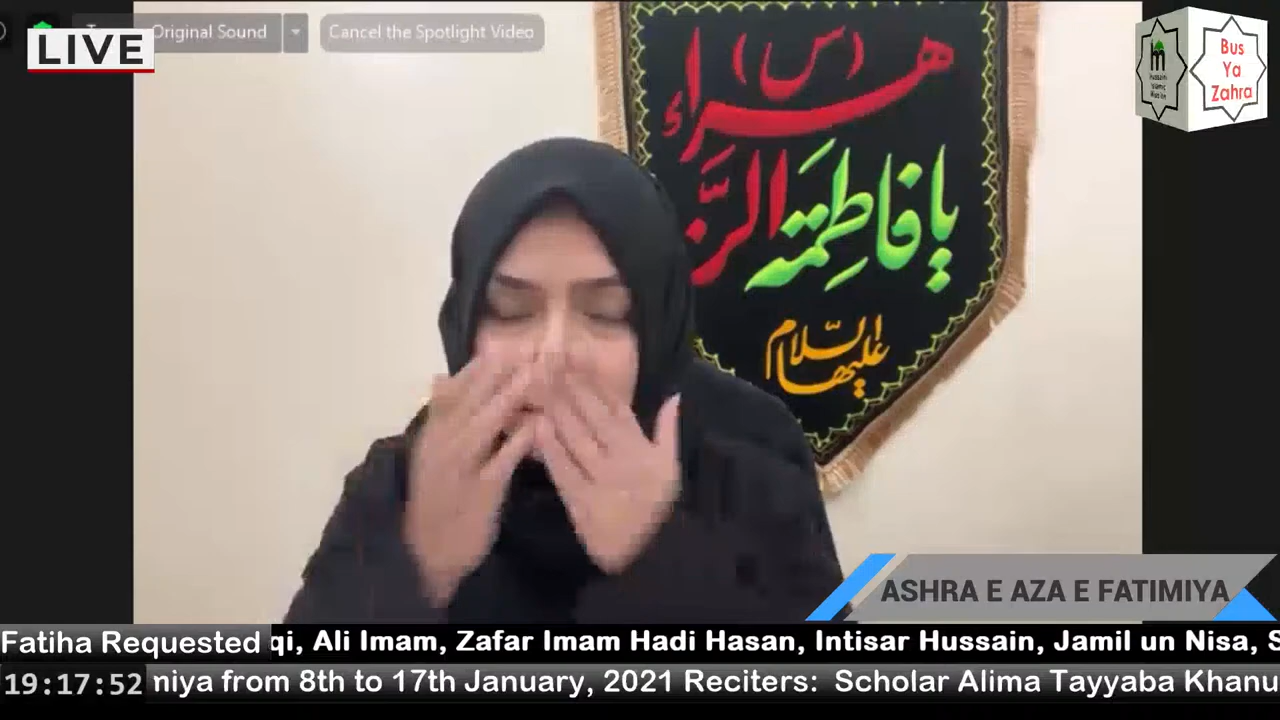 Original Sound
Cancel the Spotlight Video
LIVE
Bus
Ya
Zahra
(س)
هراء
يا فاطمة الز
عليها السلام
ASHRA E AZA E FATIMIYA
Fatiha Requested qi, Ali Imam, Zafar Imam Hadi Hasan, Intisar Hussain, Jamil un Nisa, S
19:17:52 niya from 8th to 17th January, 2021 Reciters: Scholar Alima Tayyaba Khanu